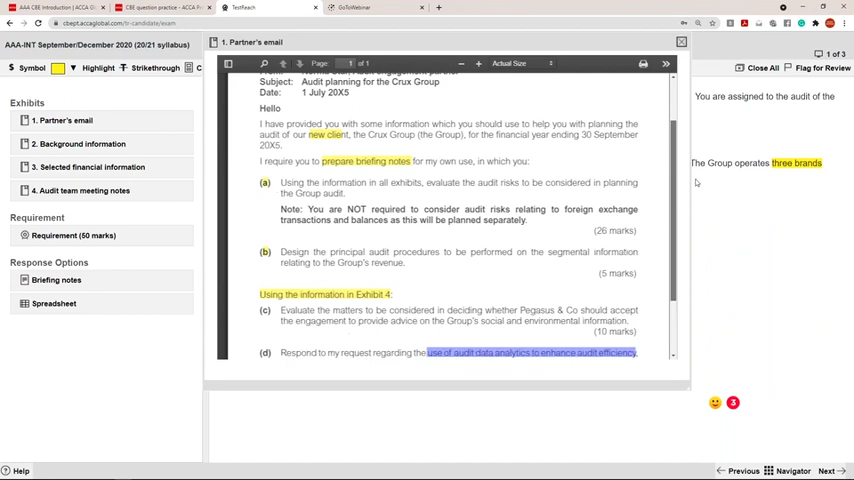 AAA CBE Introduction | ACCA G
CBE question practice – ACCA P
TestReach
GoToWebinar
cbept.accaglobal.com/tr-candidate/exam
AAA-INT September/December 2020 (20/21 syllabus)
1 of 3
Symbol
Highlight
Strikethrough
Close All
Flag for Review
1. Partner's email
Page: 1 of 1
Actual Size
Exhibits
1. Partner's email
2. Background information
3. Selected financial information
4. Audit team meeting notes
Requirement
Requirement (50 marks)
Response Options
Briefing notes
Spreadsheet
Subject: Audit planning for the Crux Group
Date: 1 July 20X5
Hello
I have provided you with some information which you should use to help you with planning the
audit of our new client, the Crux Group (the Group), for the financial year ending 30 September
20X5.
I require you to prepare briefing notes for my own use, in which you:
(a) Using the information in all exhibits, evaluate the audit risks to be considered in planning
the Group audit.
Note: You are NOT required to consider audit risks relating to foreign exchange
transactions and balances as this will be planned separately.
(26 marks)
(b) Design the principal audit procedures to be performed on the segmental information
relating to the Group's revenue.
(5 marks)
Using the information in Exhibit 4:
(c) Evaluate the matters to be considered in deciding whether Pegasus & Co should accept
the engagement to provide advice on the Group's social and environmental information.
(10 marks)
(d) Respond to my request regarding the use of audit data analytics to enhance audit efficiency,
You are assigned to the audit of the
The Group operates three brands
3
Help
Previous
Navigator
Next